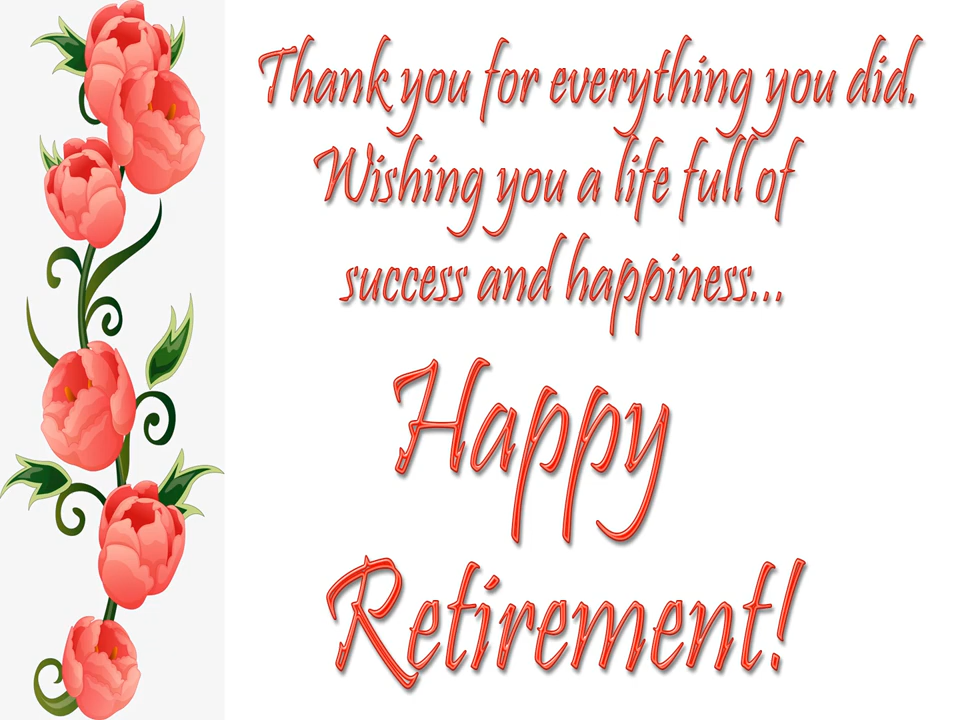 Thank you for everything you did.
Wishing you a life full of
success and happiness...
Happy
Retirement!